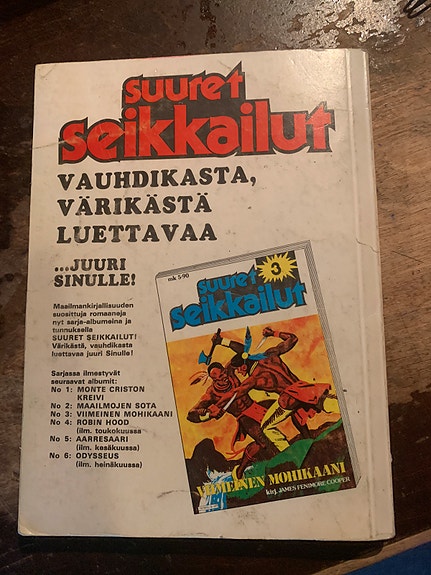 suuret
seikkailut
VAUHDIKASTA,
VÄRIKÄSTÄ
LUETTAVAA
...JUURI
SINULLE!
Maailmankirjallisuuden
suosittuja romaaneja
nyt sarja-albumeina ja
tunnuksella
SUURET SEIKKAILUT!
Värikästä, vauhdikasta
luettavaa juuri Sinulle!
Sarjassa ilmestyvät
seuraavat albumit:
No 1: MONTE CRISTON
KREIVI
No 2: MAAILMOJEN SOTA
No 3: VIIMEINEN MOHIKAANI
No 4: ROBIN HOOD
(ilm. toukokuussa)
No 5: AARRESAARI
(ilm. kesäkuussa)
No 6: ODYSSEUS
(ilm. heinäkuussa)
mk 5:90
suuret
3
seikkailut
VIIMEINEN MOHIKAANI
kirj. JAMES FENIMORE COOPER